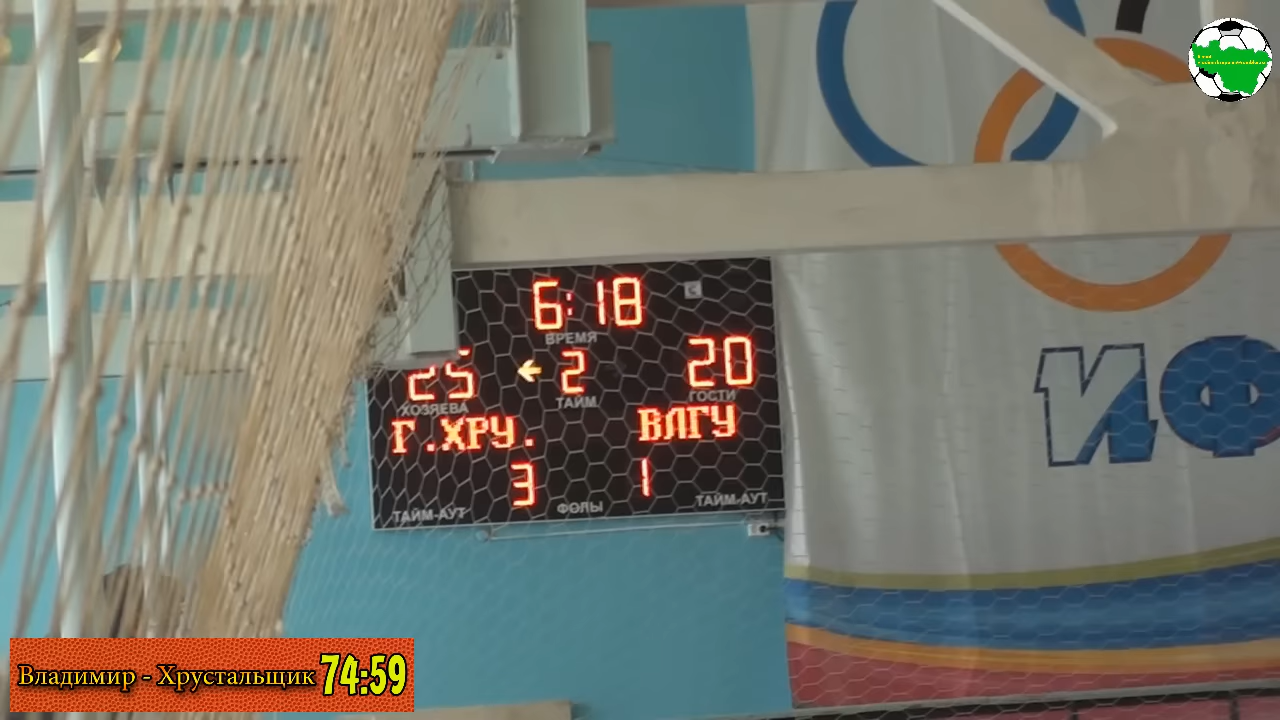 6:18
С
ВРЕМЯ
25 ← 2 20
ХОЗЯЕВА ТАЙМ ГОСТИ
Г.ХРУ. ВЛГУ
3 1
ТАЙМ-АУТ ФОЛЫ ТАЙМ-АУТ
ИФ
Владимир - Хрустальщик 74:59